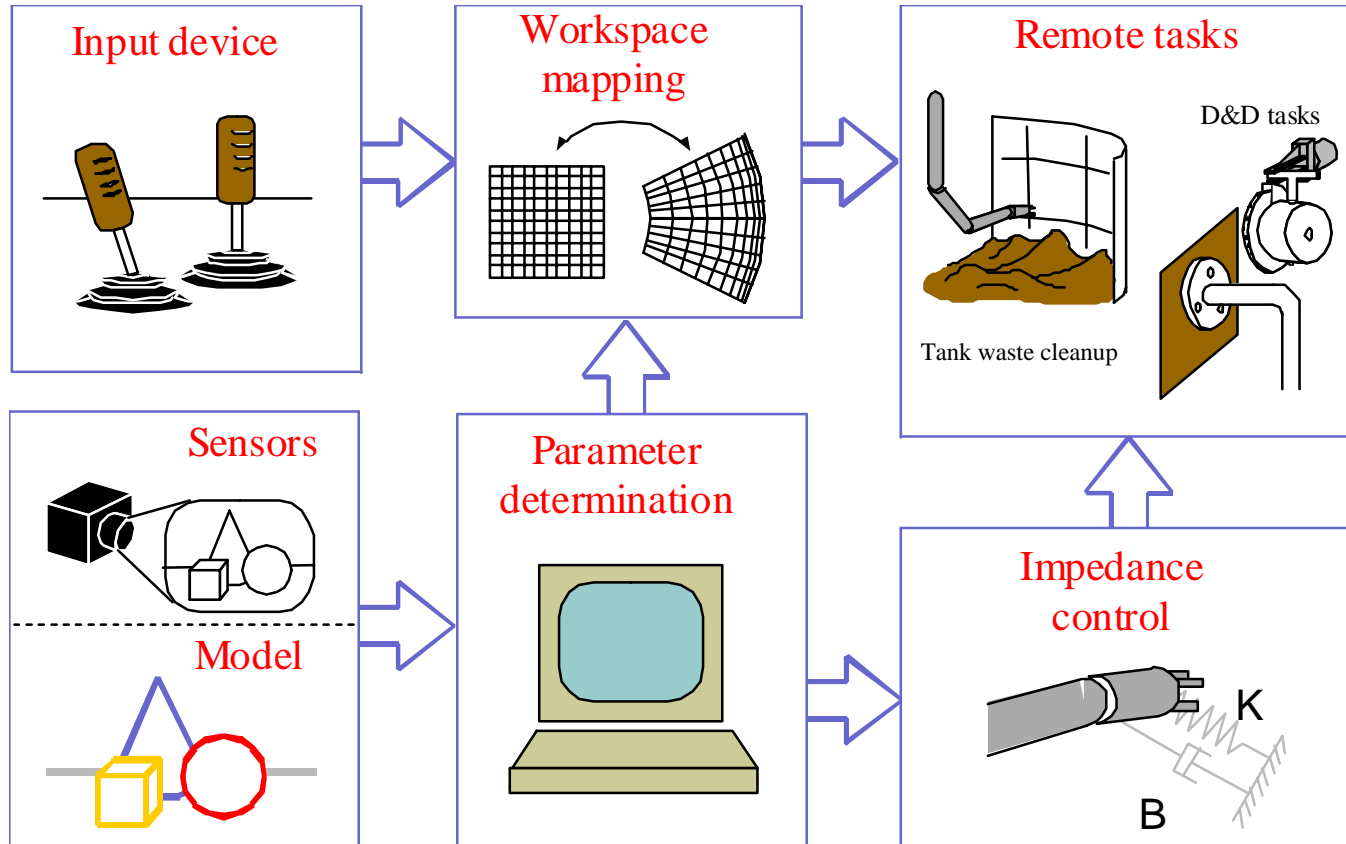 Input device
Workspace
mapping
Remote tasks
D&D tasks
Tank waste cleanup
Sensors
Model
Parameter
determination
Impedance
control
K
B